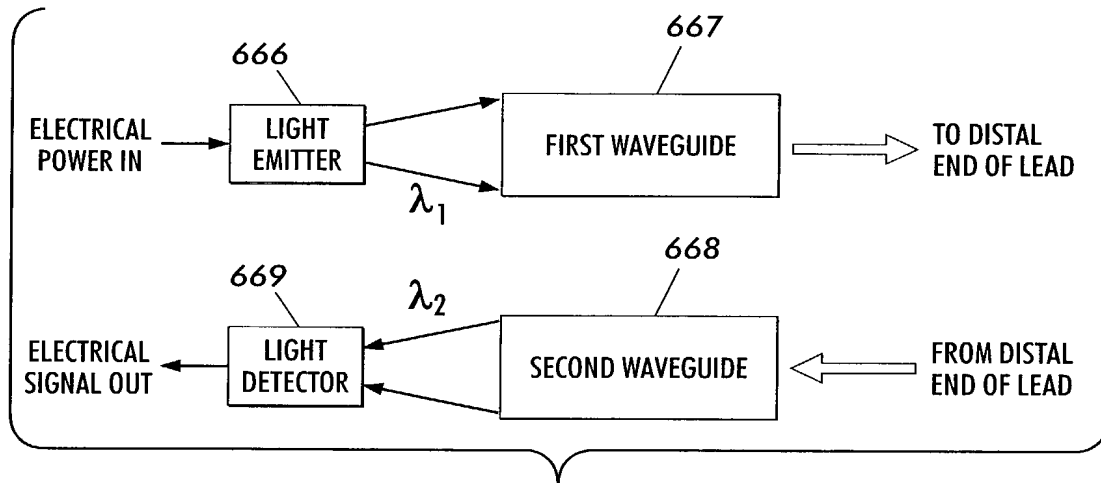 667
666
ELECTRICAL
POWER IN
LIGHT
EMITTER
FIRST WAVEGUIDE
TO DISTAL
END OF LEAD
λ1
668
669
λ2
ELECTRICAL
SIGNAL OUT
LIGHT
DETECTOR
SECOND WAVEGUIDE
FROM DISTAL
END OF LEAD